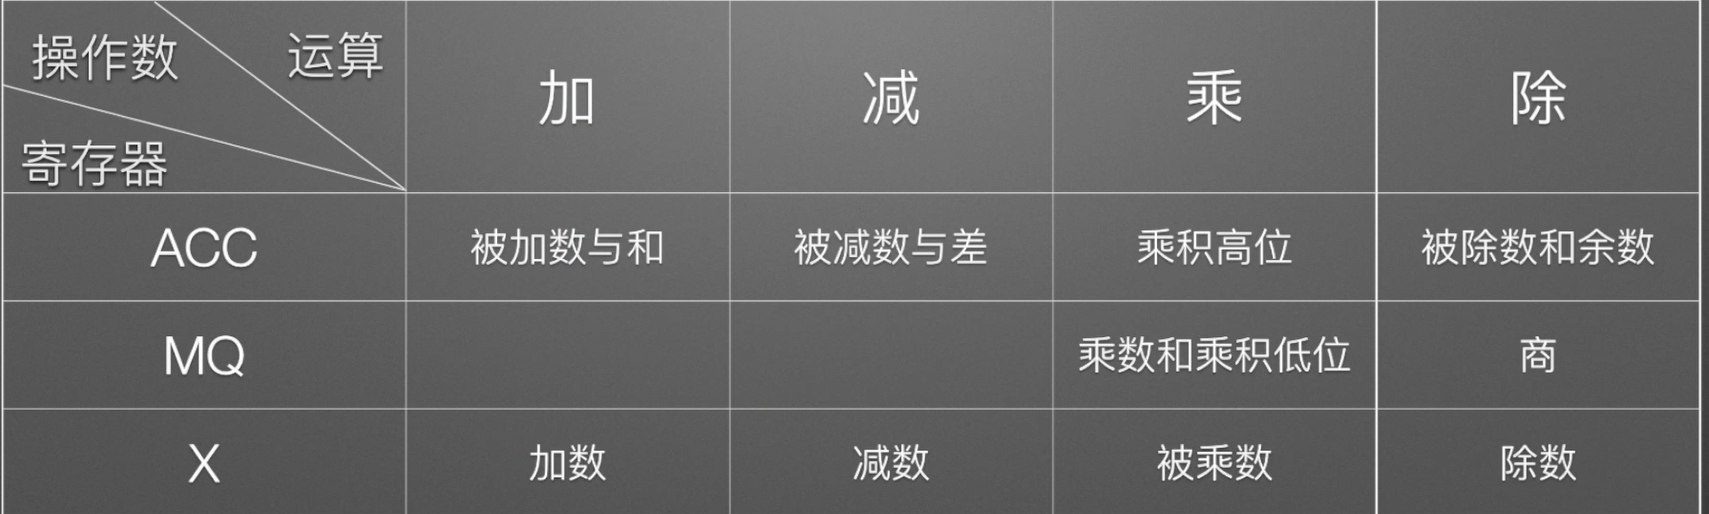 操作数 运算
寄存器
加 减 乘 除
ACC 被加数与和 被减数与差 乘积高位 被除数和余数
MQ 乘数和乘积低位 商
X 加数 减数 被乘数 除数